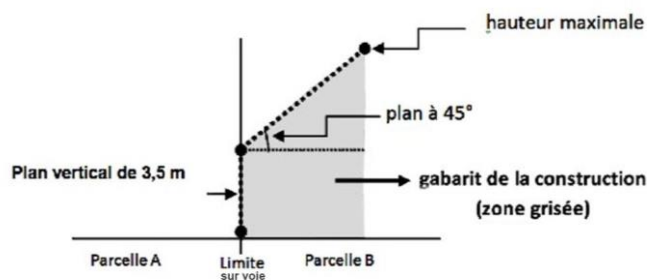 hauteur maximale
plan à 45°
Plan vertical de 3,5 m
gabarit de la construction
(zone grisée)
Parcelle A
Limite
sur voie
Parcelle B